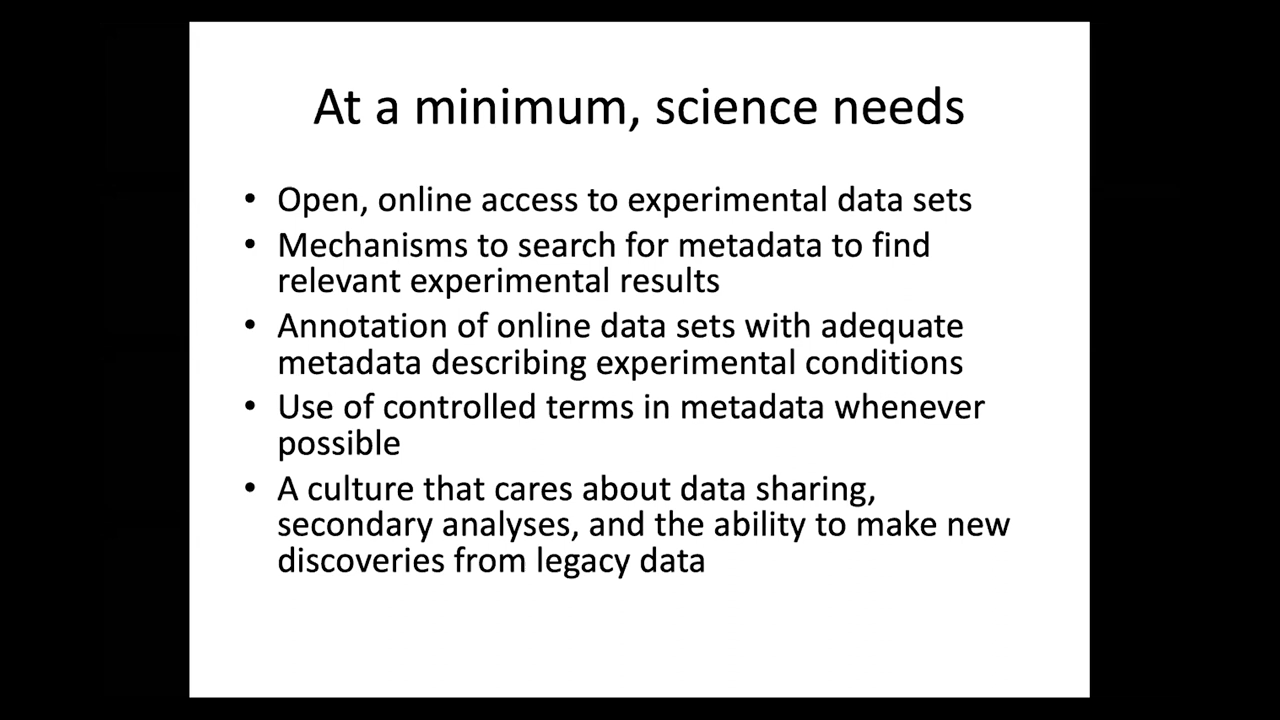 At a minimum, science needs
• Open, online access to experimental data sets
• Mechanisms to search for metadata to find
relevant experimental results
• Annotation of online data sets with adequate
metadata describing experimental conditions
• Use of controlled terms in metadata whenever
possible
• A culture that cares about data sharing,
secondary analyses, and the ability to make new
discoveries from legacy data